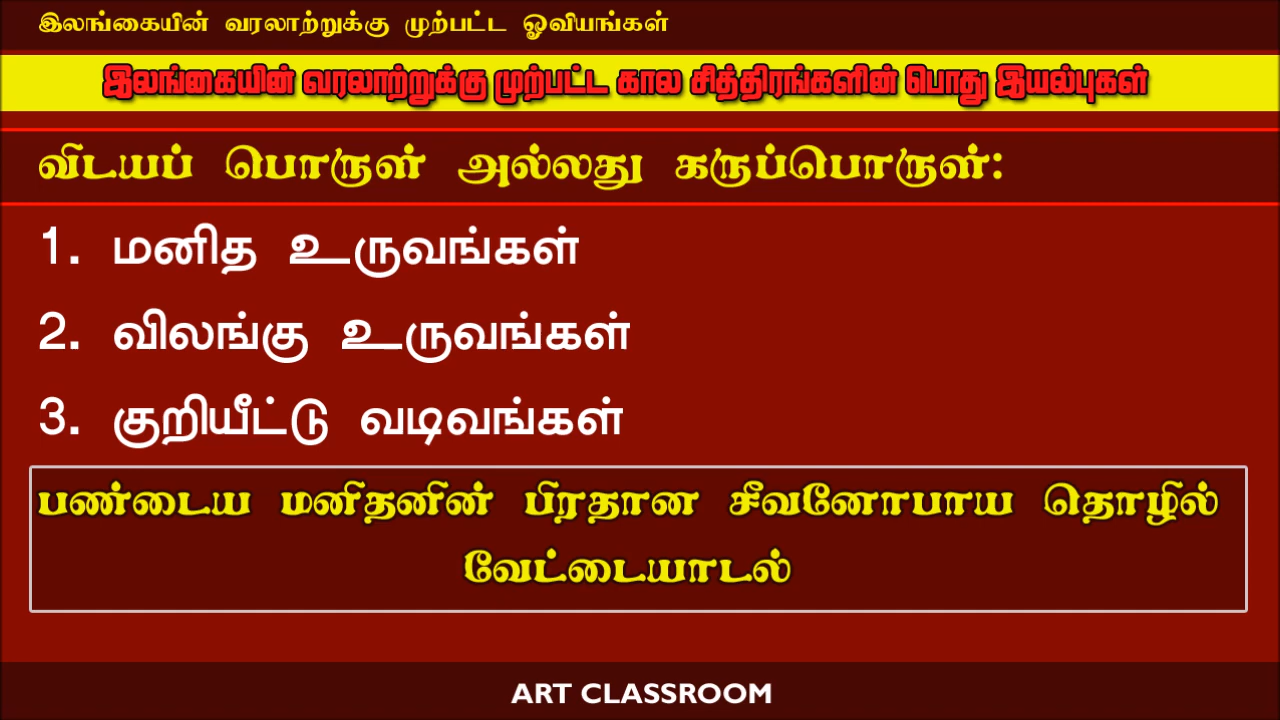 இலங்கையின் வரலாற்றுக்கு முற்பட்ட ஓவியங்கள்
இலங்கையின் வரலாற்றுக்கு முற்பட்ட கால சித்திரங்களின் பொது இயல்புகள்
விடயப் பொருள் அல்லது கருப்பொருள்:
1. மனித உருவங்கள்
2. விலங்கு உருவங்கள்
3. குறியீட்டு வடிவங்கள்
பண்டைய மனிதனின் பிரதான சீவனோபாய தொழில்
வேட்டையாடல்
ART CLASSROOM